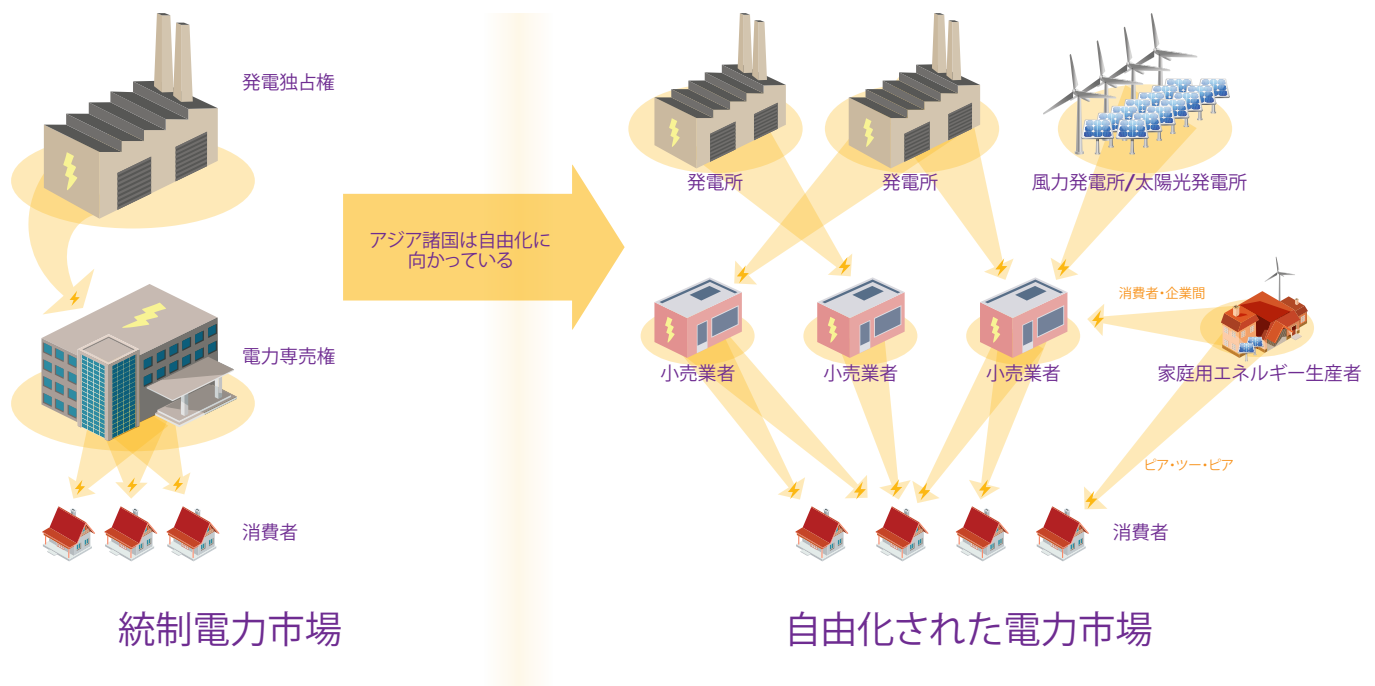 発電独占権
電力専売権
消費者
統制電力市場
アジア諸国は自由化に
向かっている
発電所
発電所
風力発電所/太陽光発電所
消費者・企業間
小売業者
小売業者
小売業者
家庭用エネルギー生産者
ピア・ツー・ピア
消費者
自由化された電力市場